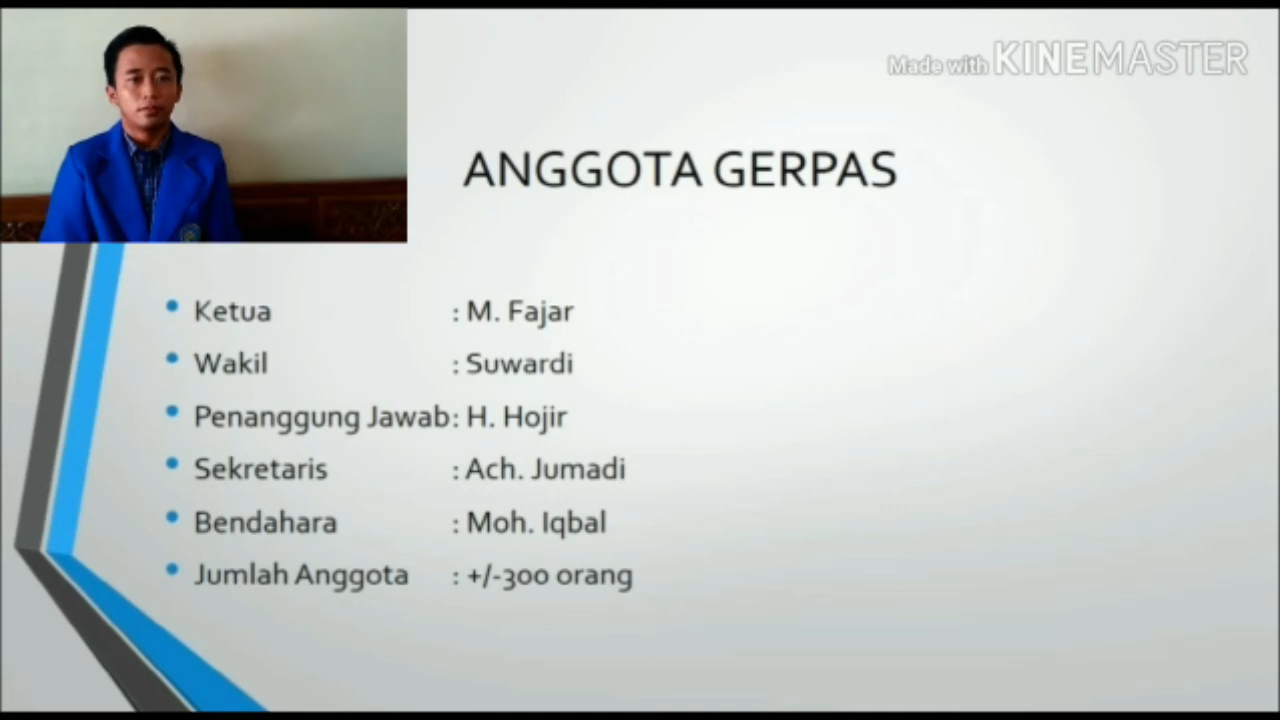 Made with KINEMASTER
ANGGOTA GERPAS
• Ketua : M. Fajar
• Wakil : Suwardi
• Penanggung Jawab : H. Hojir
• Sekretaris : Ach. Jumadi
• Bendahara : Moh. Iqbal
• Jumlah Anggota : +/-300 orang